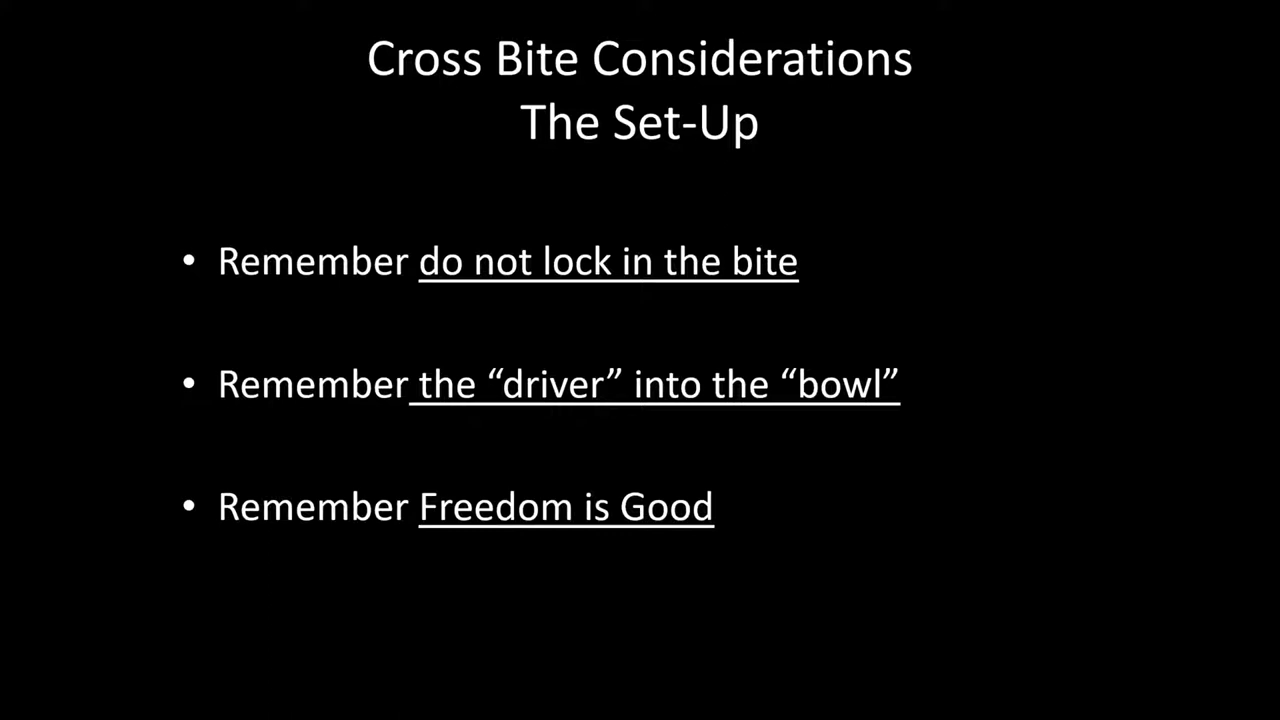 Cross Bite Considerations
The Set-Up
• Remember do not lock in the bite
• Remember the “driver” into the “bowl”
• Remember Freedom is Good